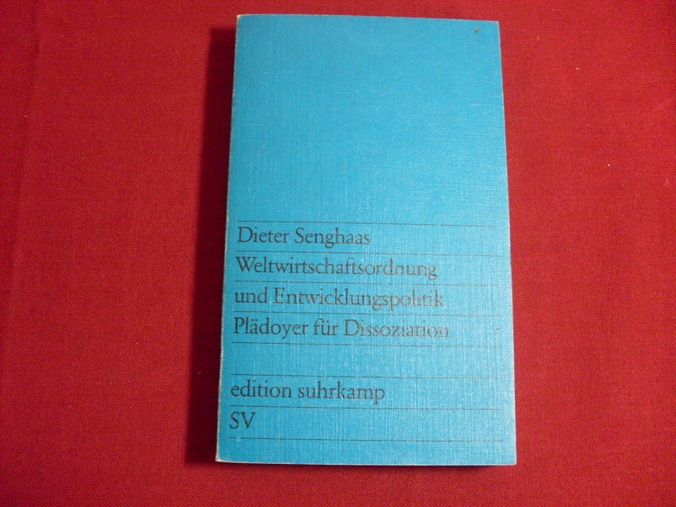 Dieter Senghaas
Weltwirtschaftsordnung
und Entwicklungspolitik
Plädoyer für Dissoziation
edition suhrkamp
SV